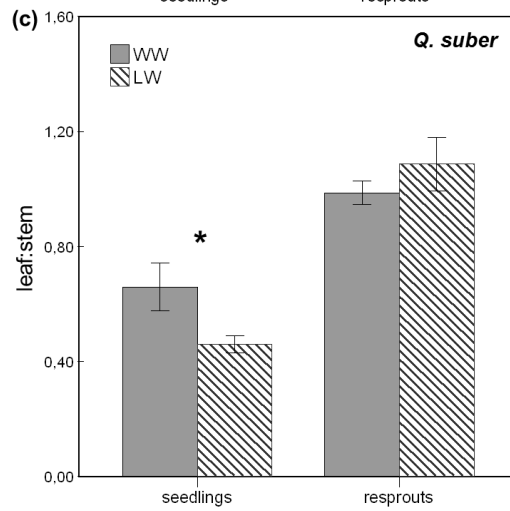 seedlings resprouts
(c)
1,60
Q. suber
WW
LW
1,20
*
0,80
leaf:stem
0,40
0,00
seedlings resprouts